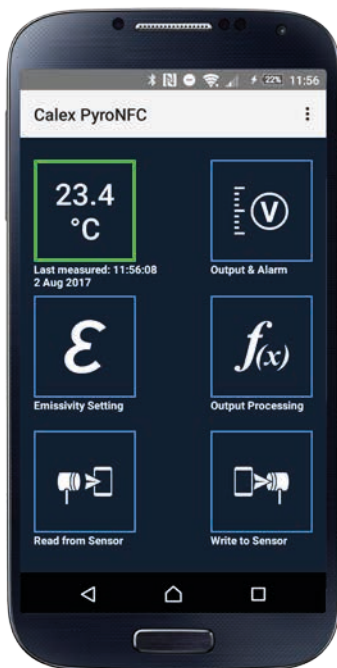 22% 11:56
Calex PyroNFC
23.4
°C
V
Last measured: 11:56:08
2 Aug 2017
Output & Alarm
ε
f(x)
Emissivity Setting
Output Processing
Read from Sensor
Write to Sensor